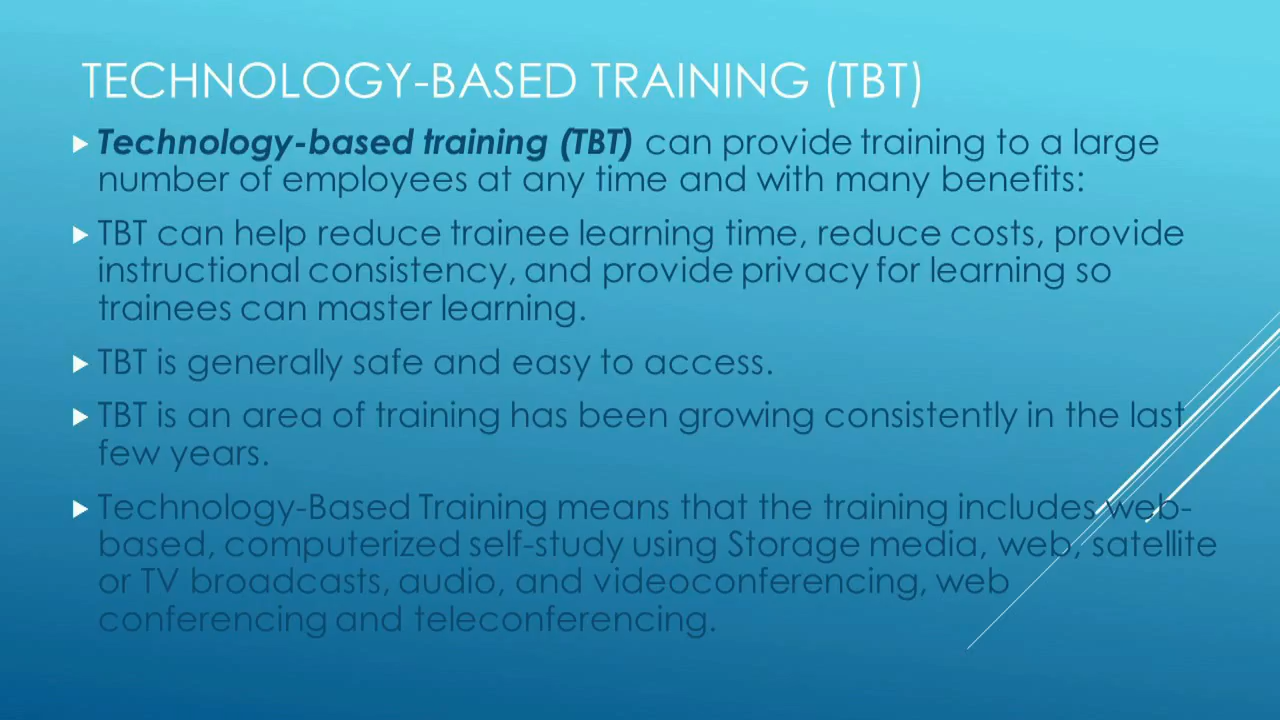 TECHNOLOGY-BASED TRAINING (TBT)
Technology-based training (TBT) can provide training to a large
number of employees at any time and with many benefits:
TBT can help reduce trainee learning time, reduce costs, provide
instructional consistency, and provide privacy for learning so
trainees can master learning.
TBT is generally safe and easy to access.
TBT is an area of training has been growing consistently in the last
few years.
Technology-Based Training means that the training includes web-
based, computerized self-study using Storage media, web, satellite
or TV broadcasts, audio, and videoconferencing, web
conferencing and teleconferencing.